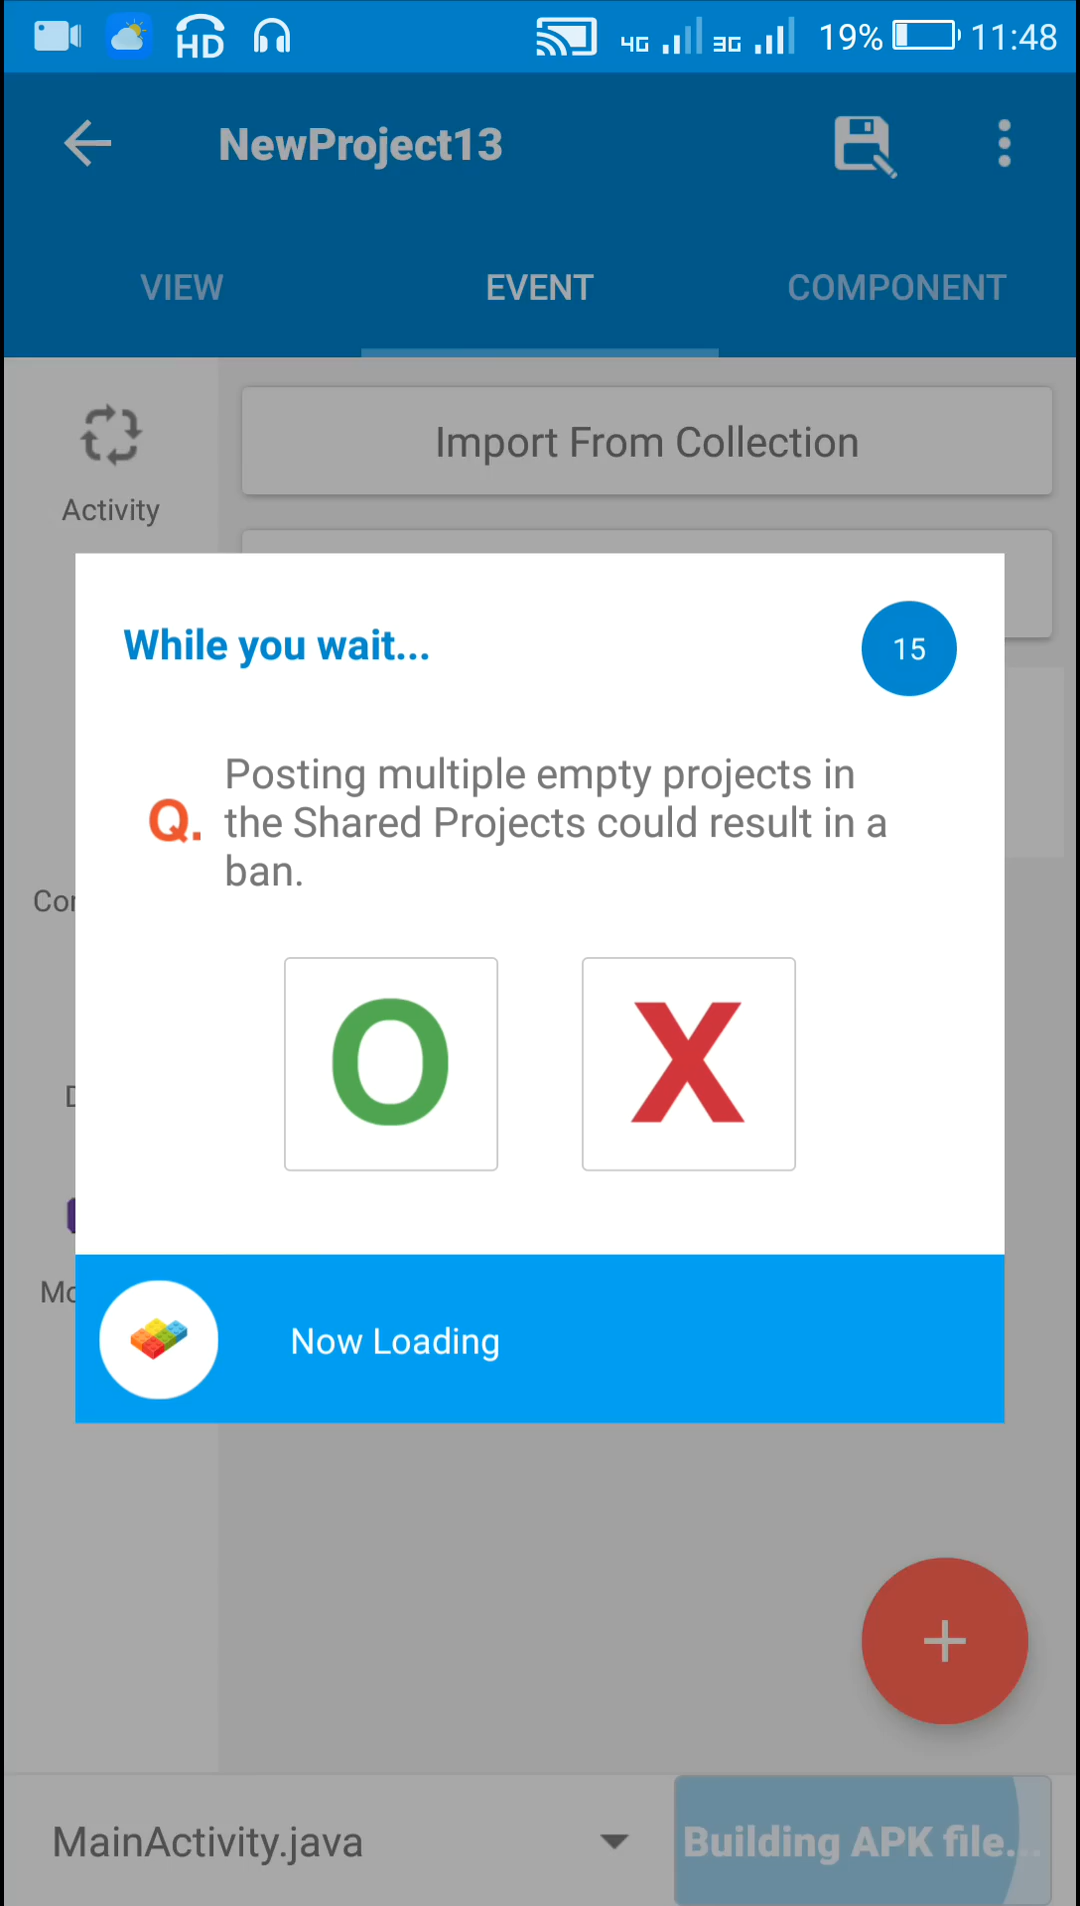 HD 4G 3G 19% 11:48
NewProject13
VIEW EVENT COMPONENT
Import From Collection
Activity
While you wait...
15
Q. Posting multiple empty projects in
the Shared Projects could result in a
ban.
O X
Now Loading
+
MainActivity.java
Building APK file...